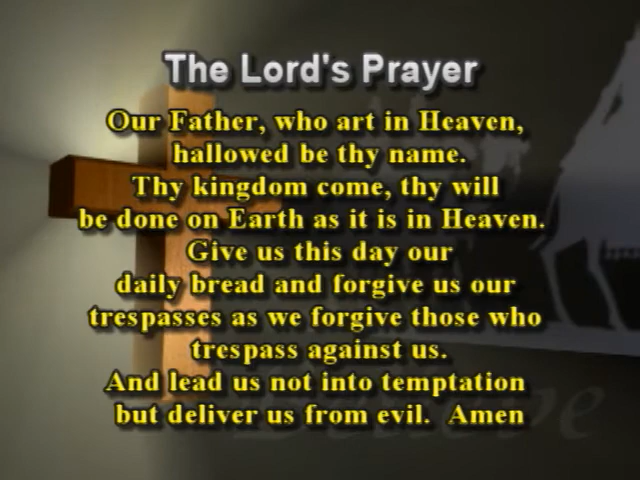 The Lord's Prayer
Our Father, who art in Heaven,
hallowed be thy name.
Thy kingdom come, thy will
be done on Earth as it is in Heaven.
Give us this day our
daily bread and forgive us our
trespasses as we forgive those who
trespass against us.
And lead us not into temptation
but deliver us from evil.  Amen
Believe